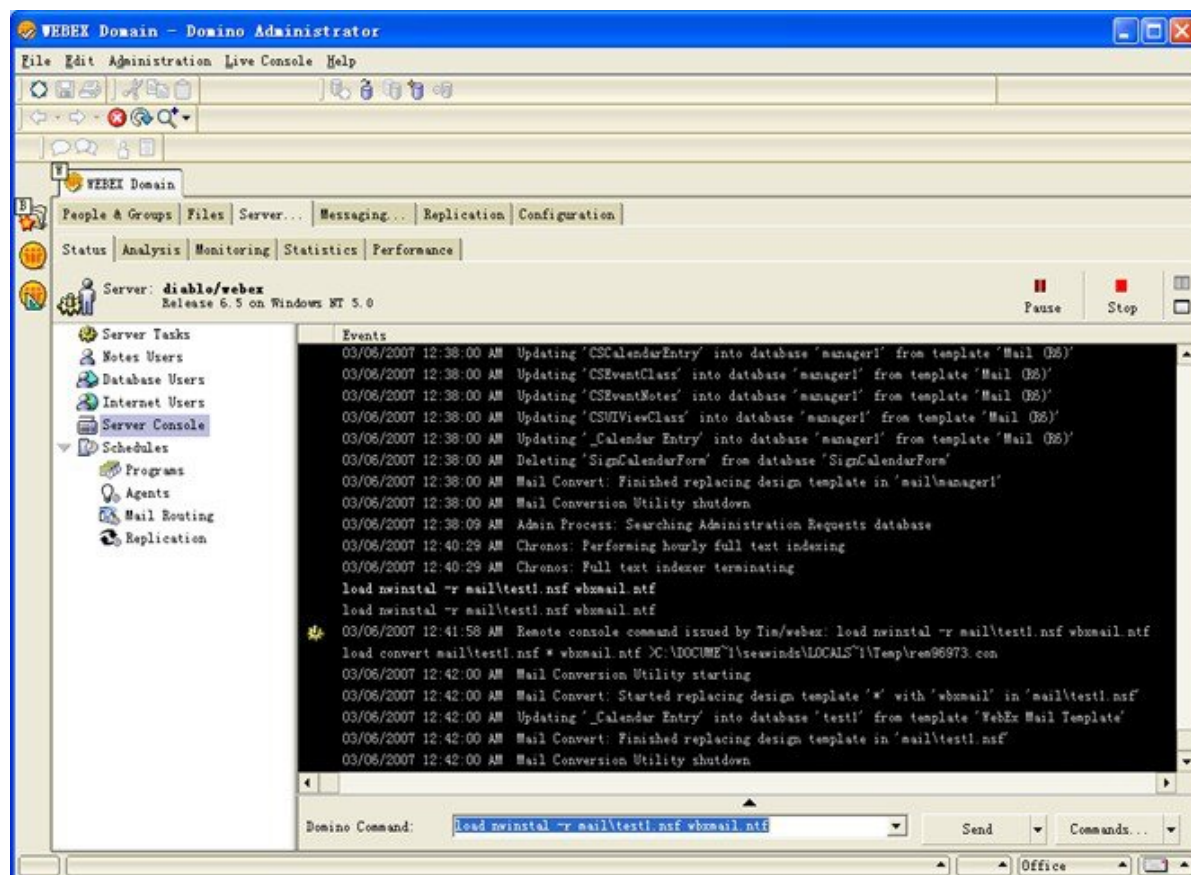 WEBEX Domain - Domino Administrator
File Edit Administration Live Console Help
W
WEBEX Domain
B
People & Groups Files Server... Messaging... Replication Configuration
Status Analysis Monitoring Statistics Performance
Server: diablo/webex
Release 6.5 on Windows NT 5.0
Pause Stop
Server Tasks
Notes Users
Database Users
Internet Users
Server Console
Schedules
Programs
Agents
Mail Routing
Replication
Events
03/06/2007 12:38:00 AM Updating 'CSCalendarEntry' into database 'manager1' from template 'Mail (R6)'
03/06/2007 12:38:00 AM Updating 'CSEventClass' into database 'manager1' from template 'Mail (R6)'
03/06/2007 12:38:00 AM Updating 'CSEventNotes' into database 'manager1' from template 'Mail (R6)'
03/06/2007 12:38:00 AM Updating 'CSUIViewClass' into database 'manager1' from template 'Mail (R6)'
03/06/2007 12:38:00 AM Updating '_Calendar Entry' into database 'manager1' from template 'Mail (R6)'
03/06/2007 12:38:00 AM Deleting 'SignCalendarForm' from database 'SignCalendarForm'
03/06/2007 12:38:00 AM Mail Convert: Finished replacing design template in 'mail\manager1'
03/06/2007 12:38:00 AM Mail Conversion Utility shutdown
03/06/2007 12:38:09 AM Admin Process: Searching Administration Requests database
03/06/2007 12:40:29 AM Chronos: Performing hourly full text indexing
03/06/2007 12:40:29 AM Chronos: Full text indexer terminating
load nwinstal -r mail\test1.nsf wbxmail.ntf
load nwinstal -r mail\test1.nsf wbxmail.ntf
03/06/2007 12:41:58 AM Remote console command issued by Tim/webex: load nwinstal -r mail\test1.nsf wbxmail.ntf
load convert mail\test1.nsf * wbxmail.ntf >C:\DOCUME~1\seawinds\LOCALS~1\Temp\rem96973.con
03/06/2007 12:42:00 AM Mail Conversion Utility starting
03/06/2007 12:42:00 AM Mail Convert: Started replacing design template '*' with 'wbxmail' in 'mail\test1.nsf'
03/06/2007 12:42:00 AM Updating '_Calendar Entry' into database 'test1' from template 'WebEx Mail Template'
03/06/2007 12:42:00 AM Mail Convert: Finished replacing design template in 'mail\test1.nsf'
03/06/2007 12:42:00 AM Mail Conversion Utility shutdown
Domino Command: load nwinstal -r mail\test1.nsf wbxmail.ntf Send Commands...
Office